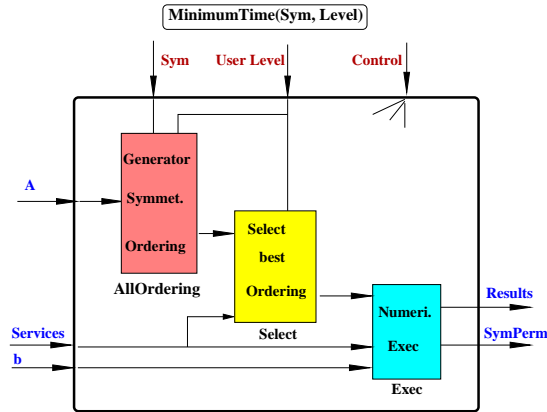 MinimumTime(Sym, Level)
Sym
User Level
Control
A
Generator
Symmet.
Ordering
AllOrdering
Select
best
Ordering
Select
Services
b
Numeri.
Exec
Exec
Results
SymPerm